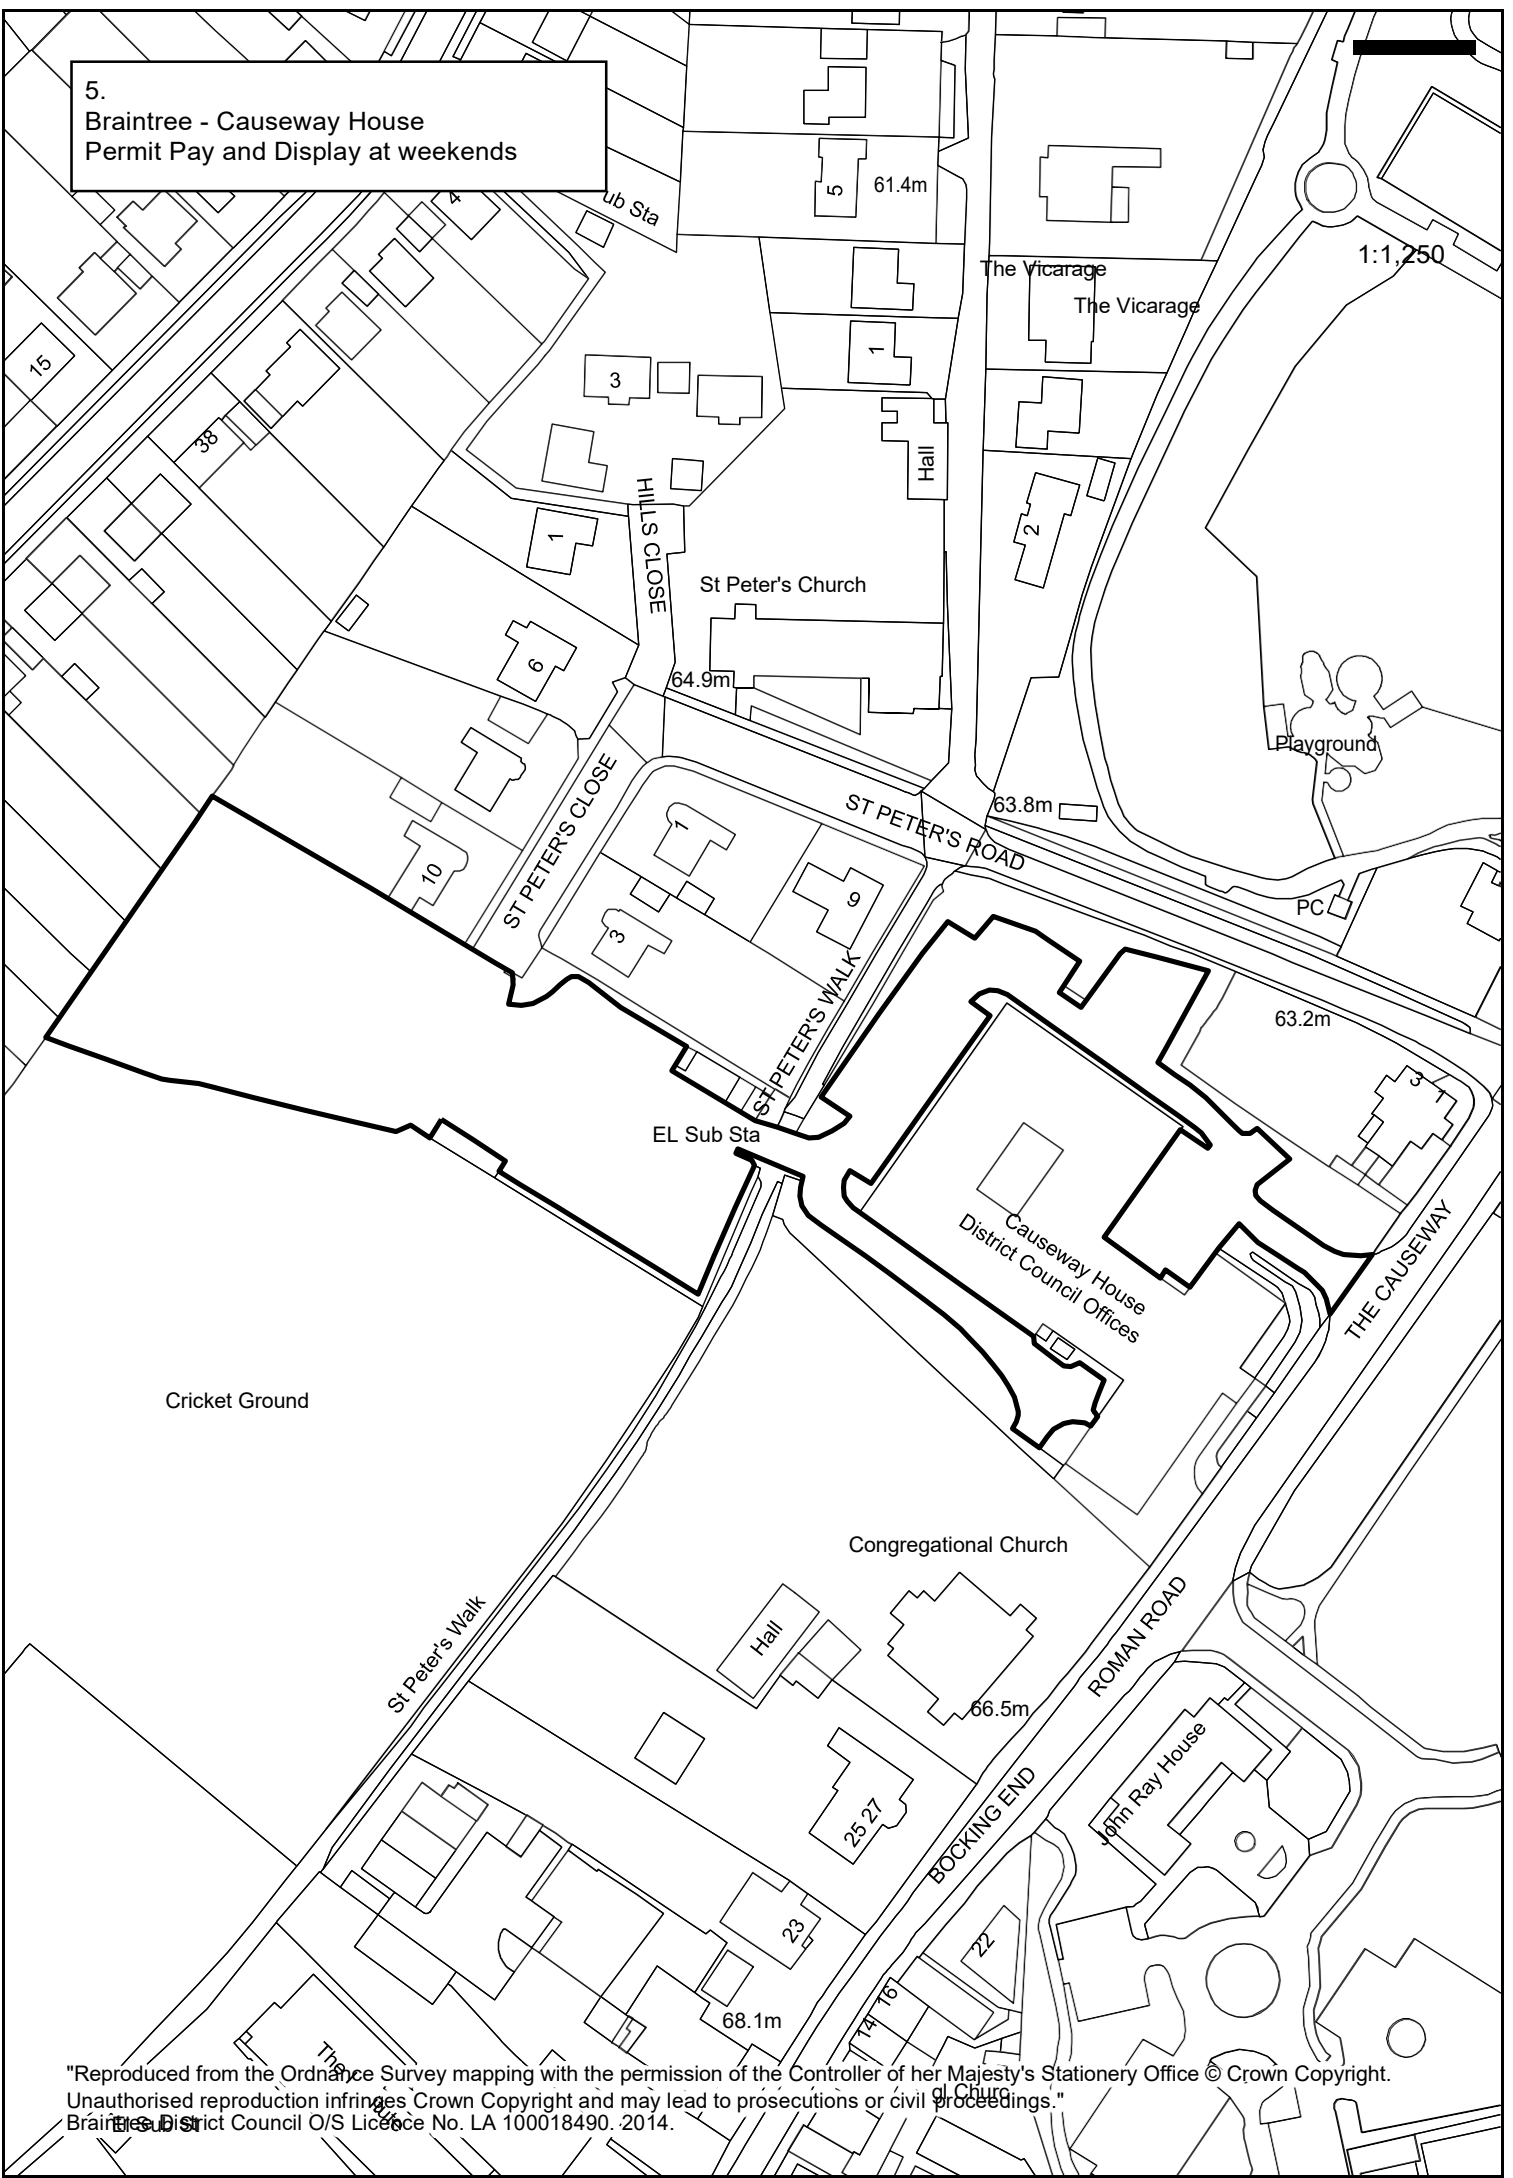 5.
Braintree - Causeway House
Permit Pay and Display at weekends
4
ub Sta
5
61.4m
1:1,250
The Vicarage
The Vicarage
15
3
1
38
Hall
HILLS CLOSE
1
2
St Peter's Church
6
64.9m
Playground
ST PETER'S CLOSE
1
ST PETER'S ROAD
63.8m
10
9
PC
3
ST PETER'S WALK
63.2m
3
1
EL Sub Sta
Causeway House
District Council Offices
THE CAUSEWAY
Cricket Ground
Congregational Church
St Peter's Walk
Hall
ROMAN ROAD
66.5m
John Ray House
25 27
BOCKING END
23
22
16
14
68.1m
The
"Reproduced from the Ordnance Survey mapping with the permission of the Controller of her Majesty's Stationery Office © Crown Copyright.
gl Churc
Unauthorised reproduction infringes Crown Copyright and may lead to prosecutions or civil proceedings."
Braintree District Council O/S Licence No. LA 100018490. 2014.
El Sub St